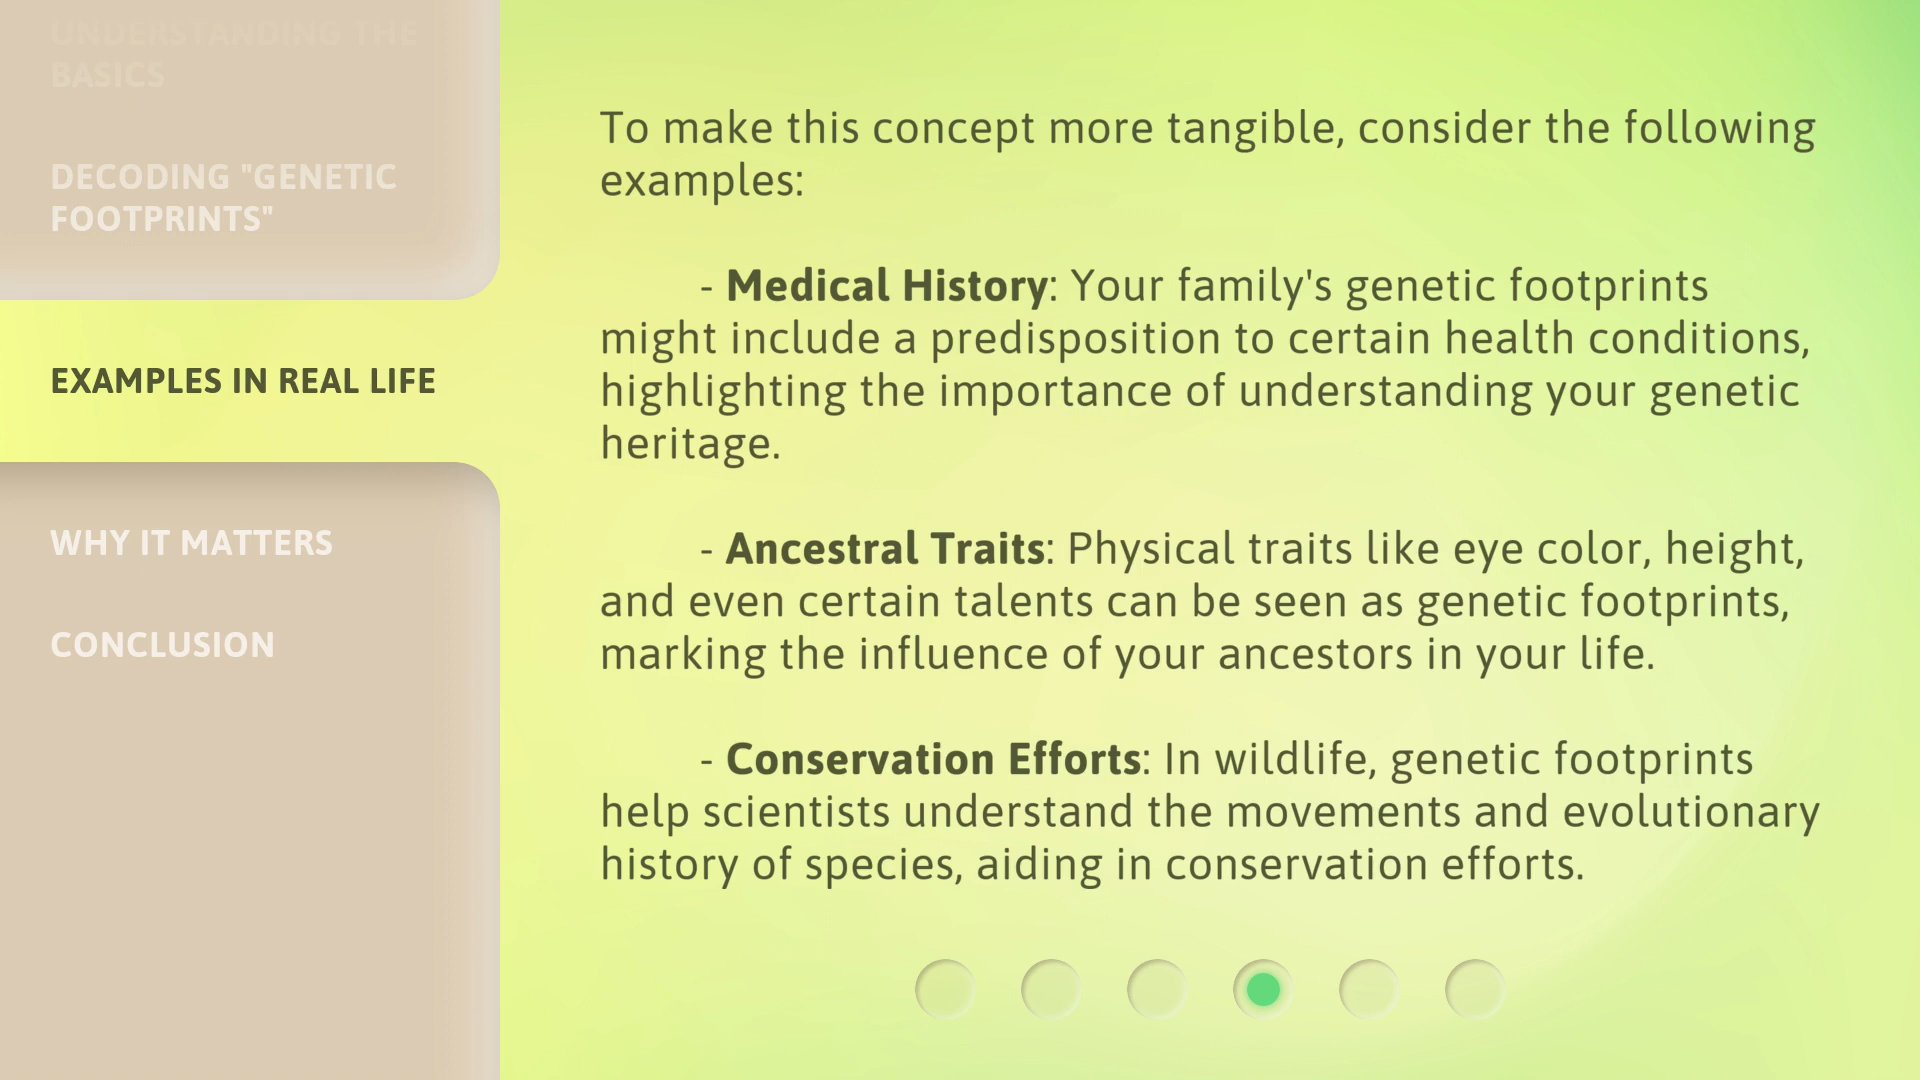 UNDERSTANDING THE
BASICS
DECODING "GENETIC
FOOTPRINTS"
EXAMPLES IN REAL LIFE
WHY IT MATTERS
CONCLUSION
To make this concept more tangible, consider the following
examples:
- Medical History: Your family's genetic footprints
might include a predisposition to certain health conditions,
highlighting the importance of understanding your genetic
heritage.
- Ancestral Traits: Physical traits like eye color, height,
and even certain talents can be seen as genetic footprints,
marking the influence of your ancestors in your life.
- Conservation Efforts: In wildlife, genetic footprints
help scientists understand the movements and evolutionary
history of species, aiding in conservation efforts.